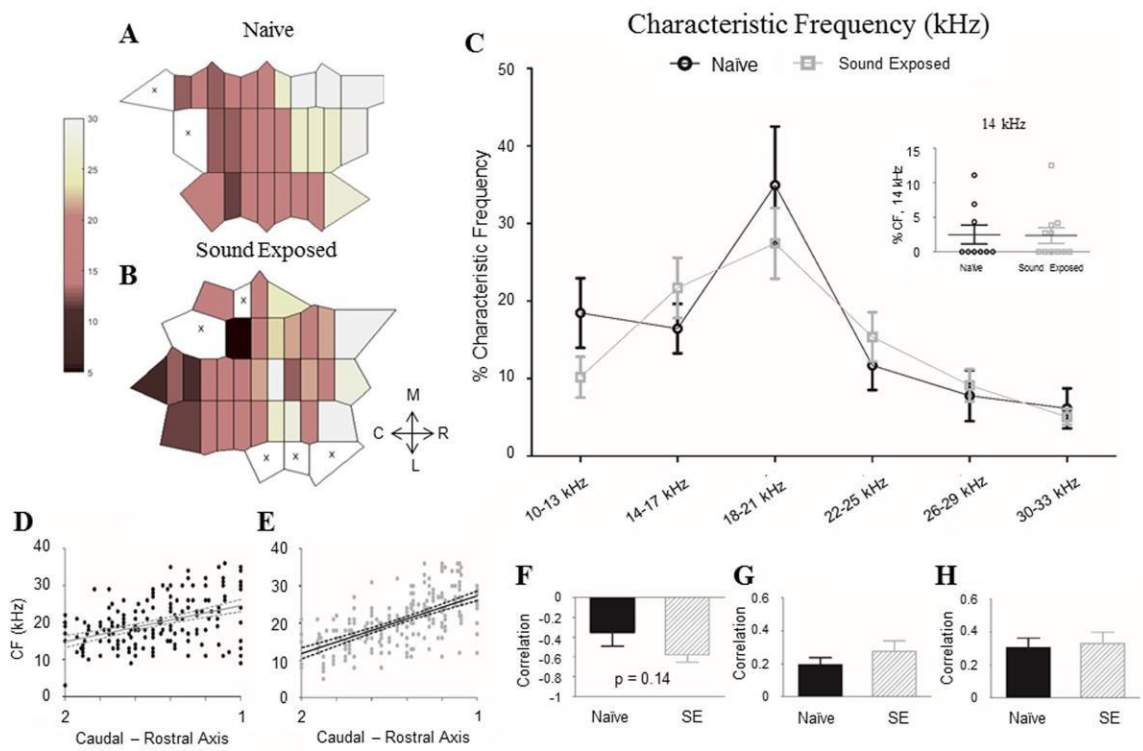 A
Naive
x
x
30
25
20
15
10
5
Sound Exposed
B
x
x
x
x
x
M
C
R
L
C
Characteristic Frequency (kHz)
Naïve
Sound Exposed
% Characteristic Frequency
50
40
30
20
10
0
10-13 kHz
14-17 kHz
18-21 kHz
22-25 kHz
26-29 kHz
30-33 kHz
14 kHz
% CF, 14 kHz
15
10
5
0
Naïve
Sound Exposed
D
CF (kHz)
40
30
20
10
0
2
1
Caudal – Rostral Axis
E
40
30
20
10
0
2
1
Caudal – Rostral Axis
F
Correlation
0
-0.2
-0.4
-0.6
-0.8
-1
p = 0.14
Naïve
SE
G
Correlation
0.6
0.4
0.2
0
Naïve
SE
H
Correlation
0.6
0.4
0.2
0
Naïve
SE